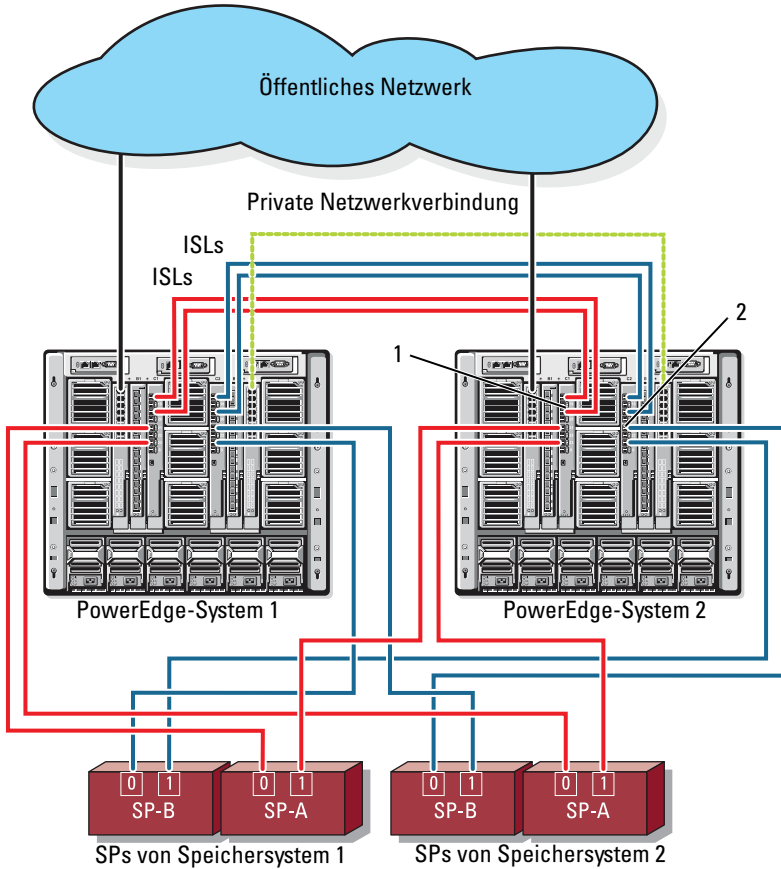 Öffentliches Netzwerk
Private Netzwerkverbindung
ISLs
ISLs
1
2
PowerEdge-System 1
PowerEdge-System 2
0 1
SP-B
0 1
SP-A
0 1
SP-B
0 1
SP-A
SPs von Speichersystem 1
SPs von Speichersystem 2